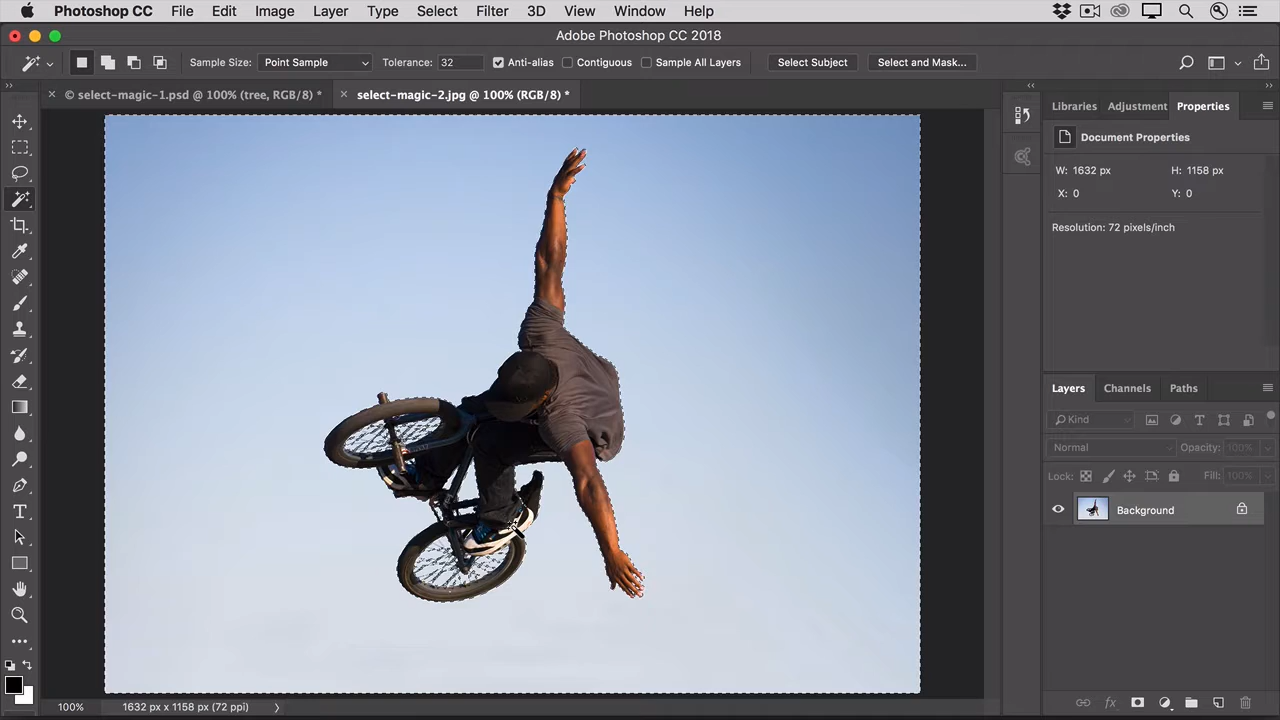 Photoshop CC File Edit Image Layer Type Select Filter 3D View Window Help
Adobe Photoshop CC 2018
Sample Size: Point Sample Tolerance: 32 Anti-alias Contiguous Sample All Layers Select Subject Select and Mask...
© select-magic-1.psd @ 100% (tree, RGB/8) * select-magic-2.jpg @ 100% (RGB/8) *
Libraries Adjustment Properties
Document Properties
W: 1632 px H: 1158 px
X: 0 Y: 0
Resolution: 72 pixels/inch
Layers Channels Paths
Kind
Normal Opacity: 100%
Lock: Fill: 100%
Background
100% 1632 px x 1158 px (72 ppi)